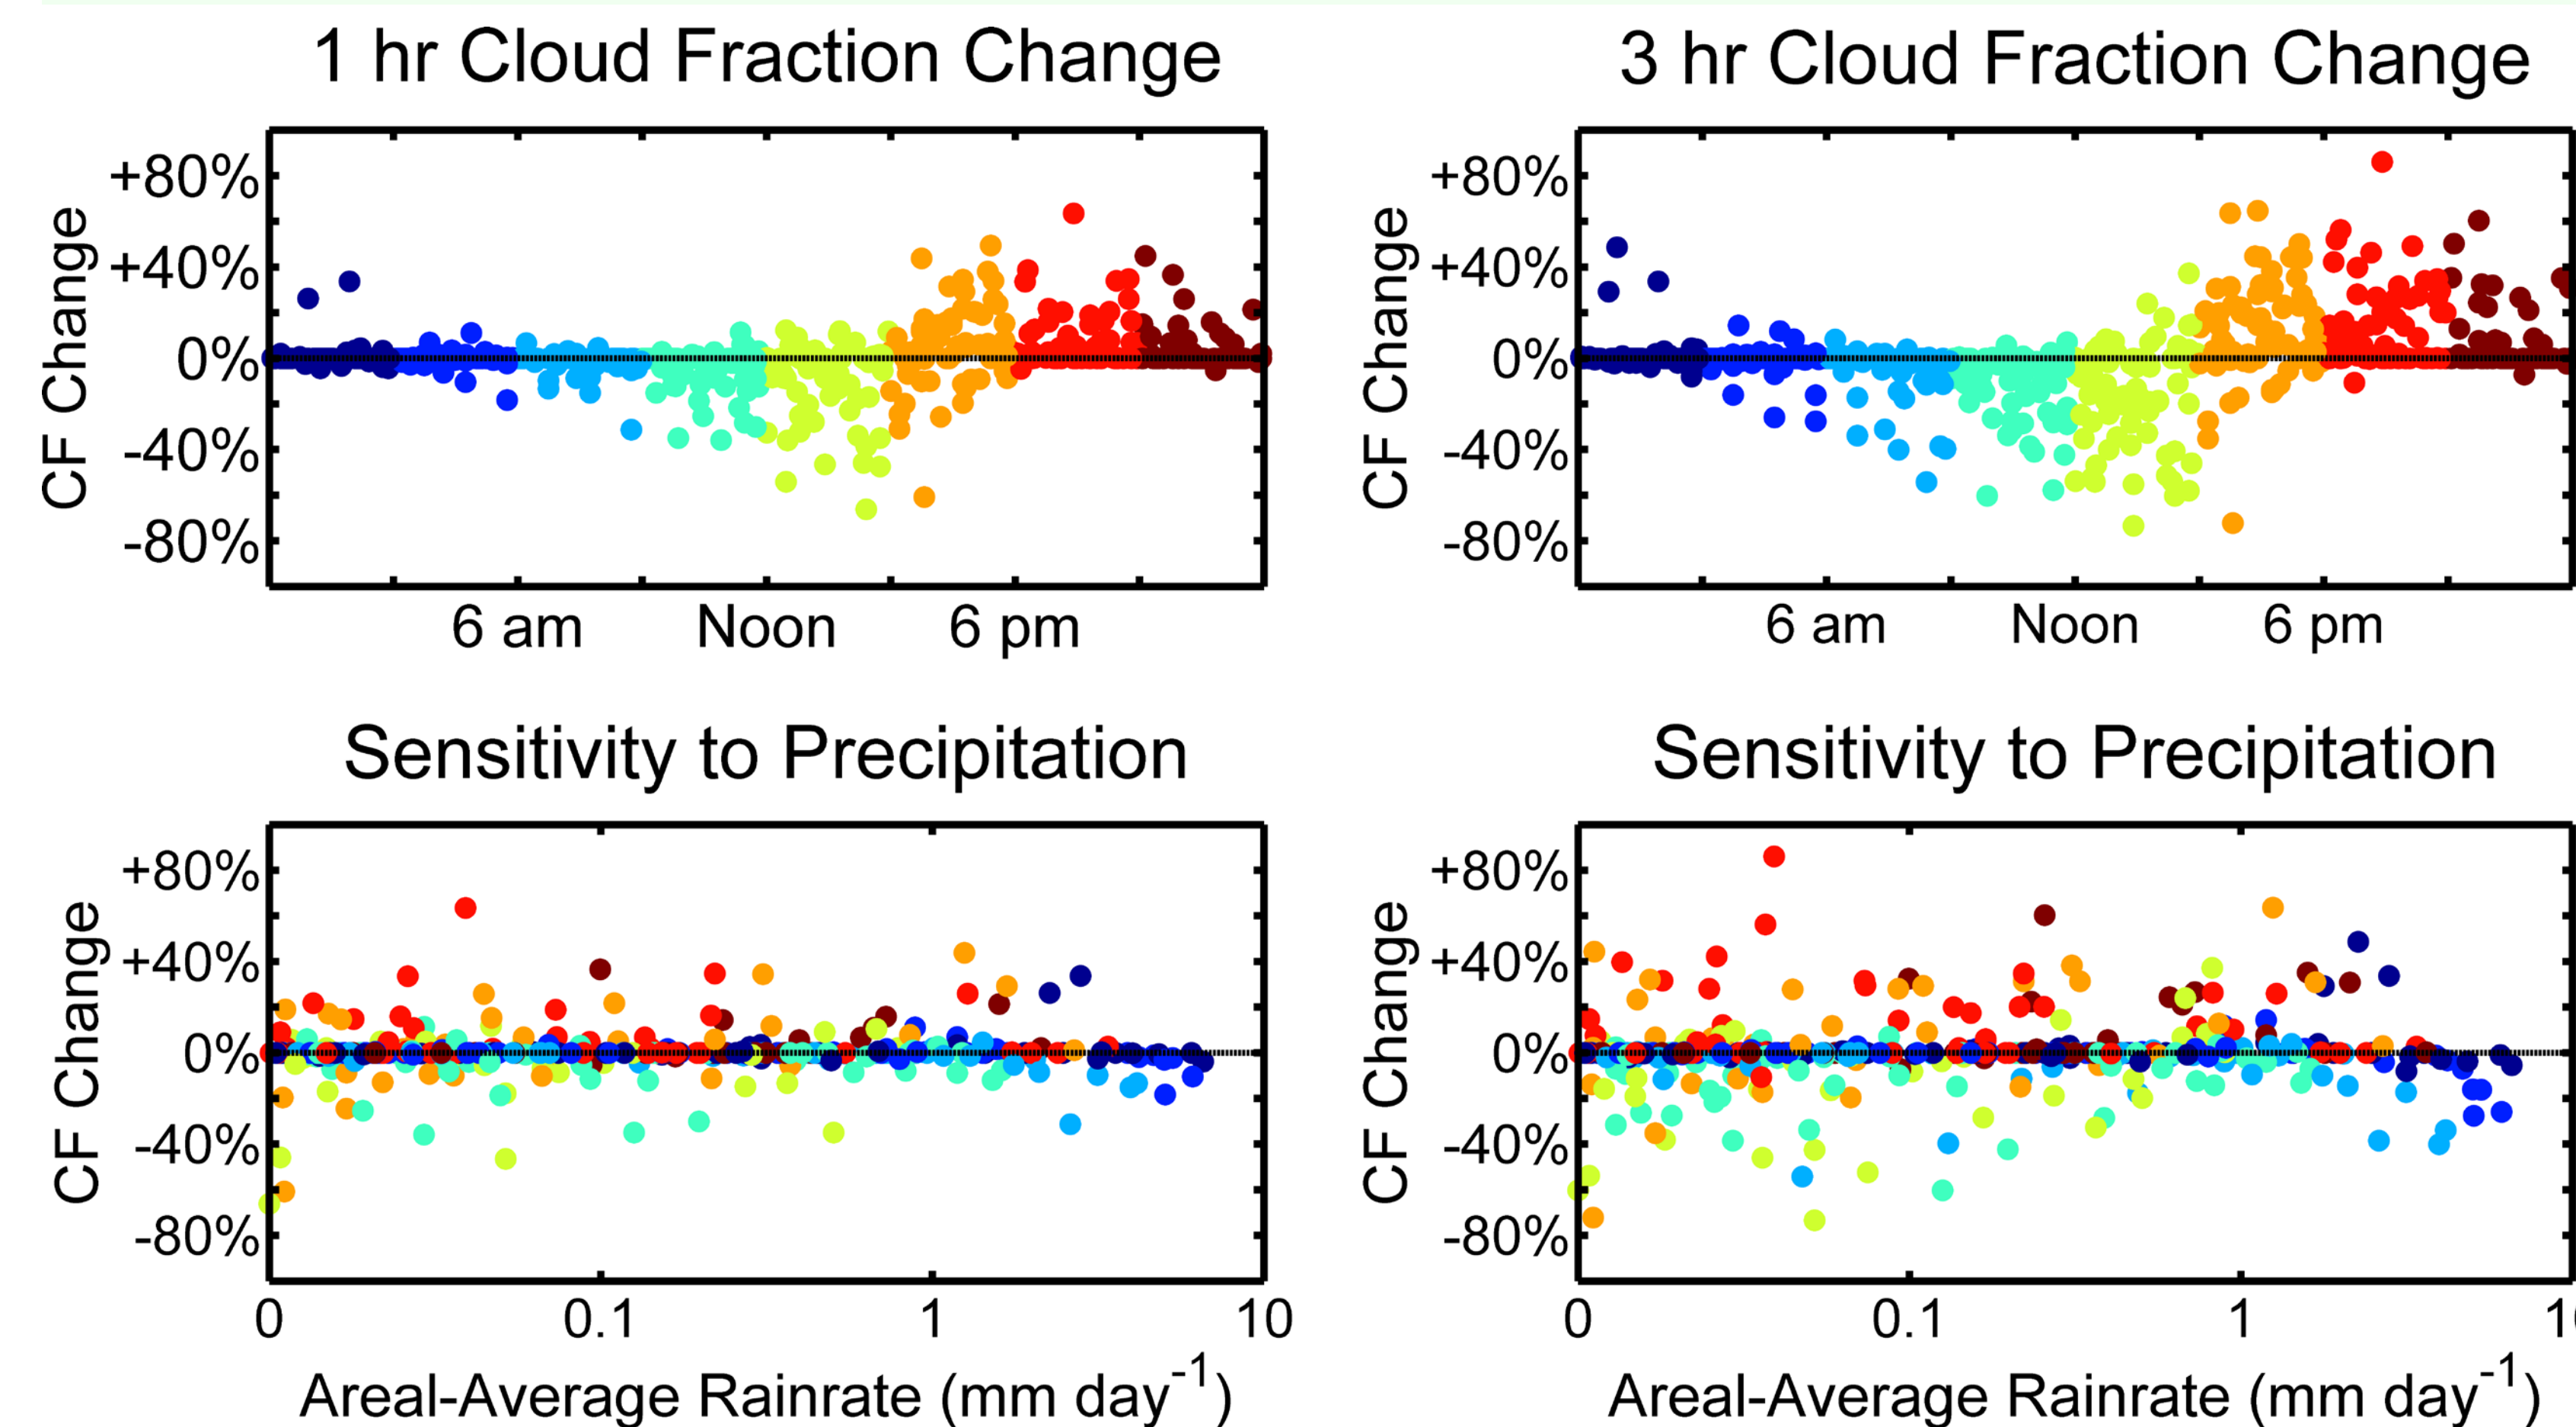 1 hr Cloud Fraction Change
3 hr Cloud Fraction Change
CF Change
+80%
+40%
0%
-40%
-80%
6 am Noon 6 pm
CF Change
+80%
+40%
0%
-40%
-80%
6 am Noon 6 pm
Sensitivity to Precipitation
Sensitivity to Precipitation
CF Change
+80%
+40%
0%
-40%
-80%
0 0.1 1 10
Areal-Average Rainrate (mm day⁻¹)
CF Change
+80%
+40%
0%
-40%
-80%
0 0.1 1
Areal-Average Rainrate (mm day⁻¹)